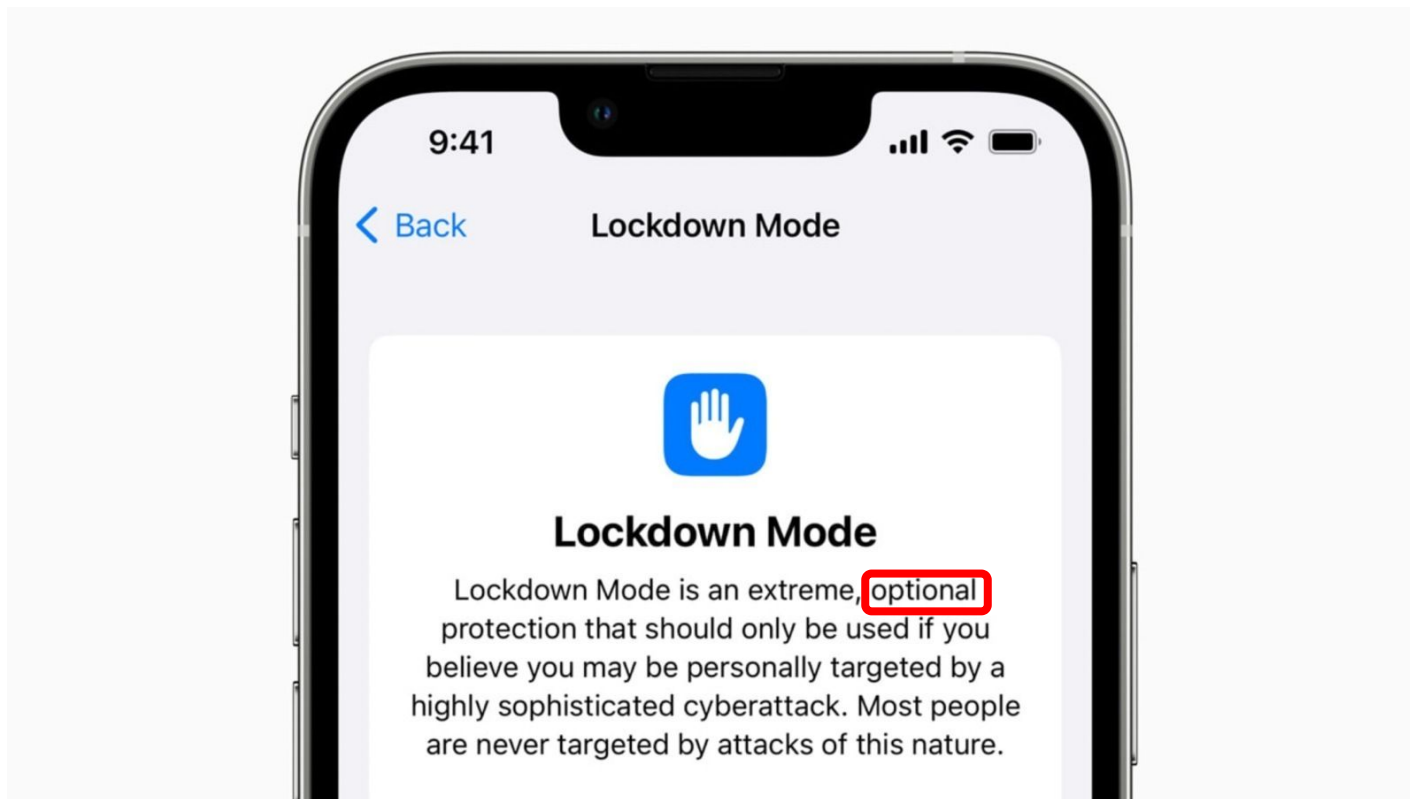 9:41
Back
Lockdown Mode
Lockdown Mode
Lockdown Mode is an extreme, optional
protection that should only be used if you
believe you may be personally targeted by a
highly sophisticated cyberattack. Most people
are never targeted by attacks of this nature.